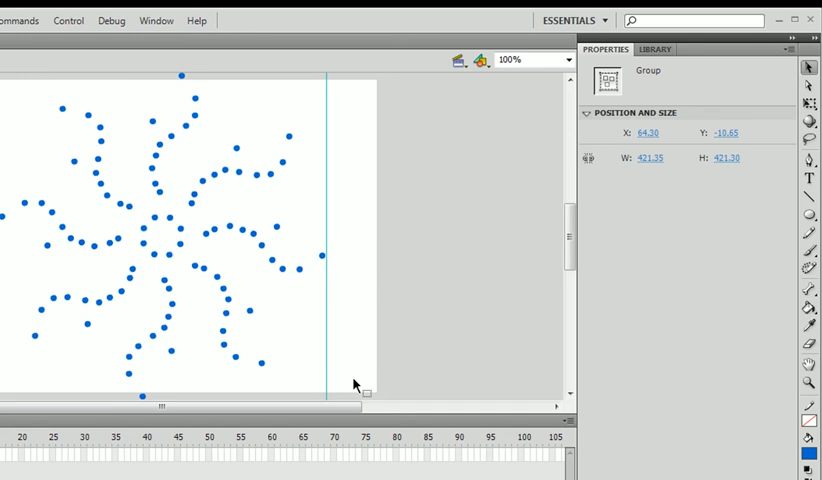 ommands Control Debug Window Help ESSENTIALS
PROPERTIES LIBRARY
100%
Group
POSITION AND SIZE
X: 64.30 Y: -10.65
W: 421.35 H: 421.30
T
20 25 30 35 40 45 50 55 60 65 70 75 80 85 90 95 100 105